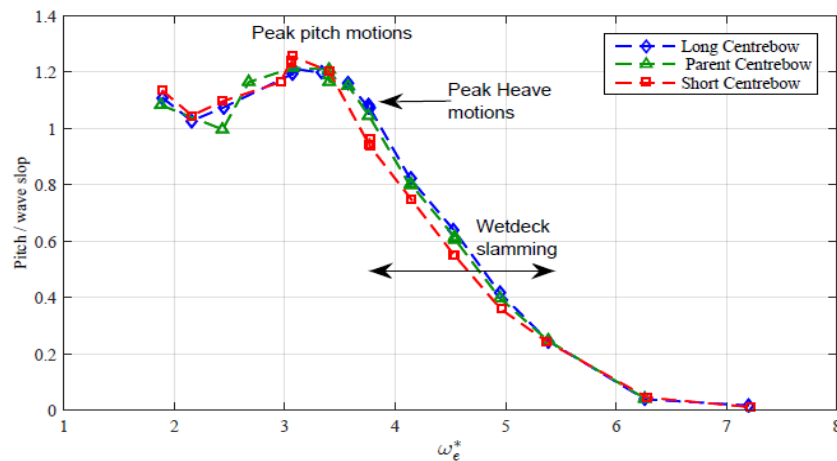 1.4
1.2
1
0.8
0.6
0.4
0.2
0
Pitch / wave slop
Peak pitch motions
Long Centrebow
Parent Centrebow
Short Centrebow
Peak Heave
motions
Wetdeck
slamming
1 2 3 4 5 6 7 8
ω*e